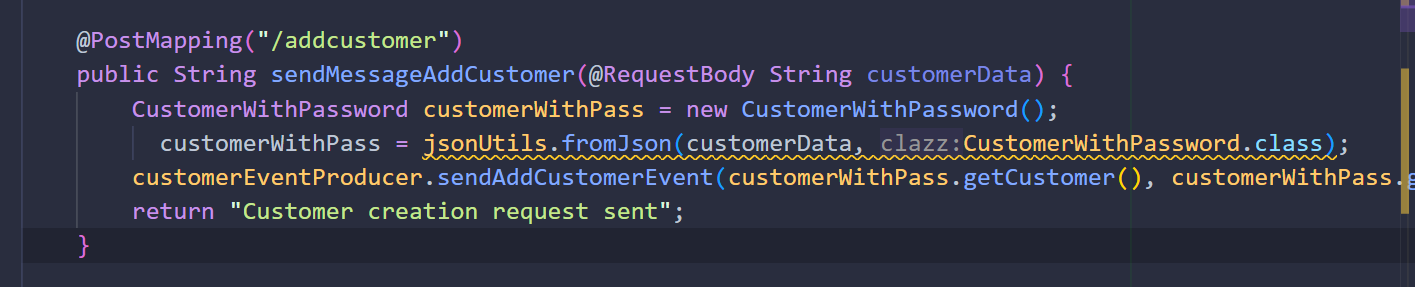 @PostMapping("/addcustomer")
public String sendMessageAddCustomer(@RequestBody String customerData) {
CustomerWithPassword customerWithPass = new CustomerWithPassword();
customerWithPass = jsonUtils.fromJson(customerData, clazz:CustomerWithPassword.class);
customerEventProducer.sendAddCustomerEvent(customerWithPass.getCustomer(), customerWithPass.g
return "Customer creation request sent";
}